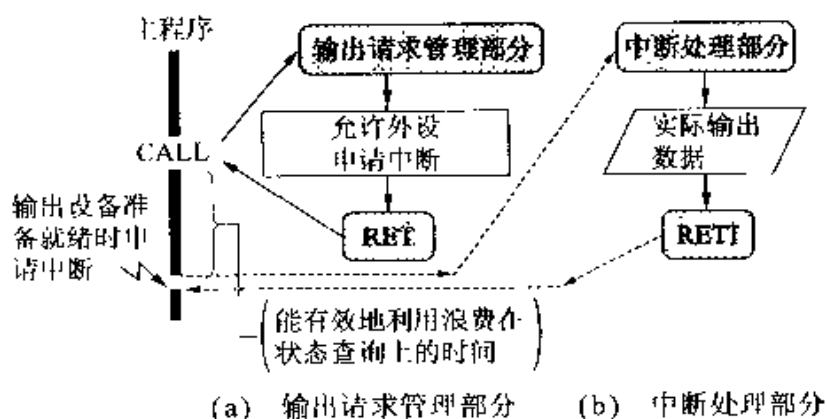 主程序
输出请求管理部分
中断处理部分
CALL
允许外设
申请中断
实际输出
数据
输出设备准
备就绪时申
请中断
RET
RETI
能有效地利用浪费在
状态查询上的时间
(a) 输出请求管理部分
(b) 中断处理部分